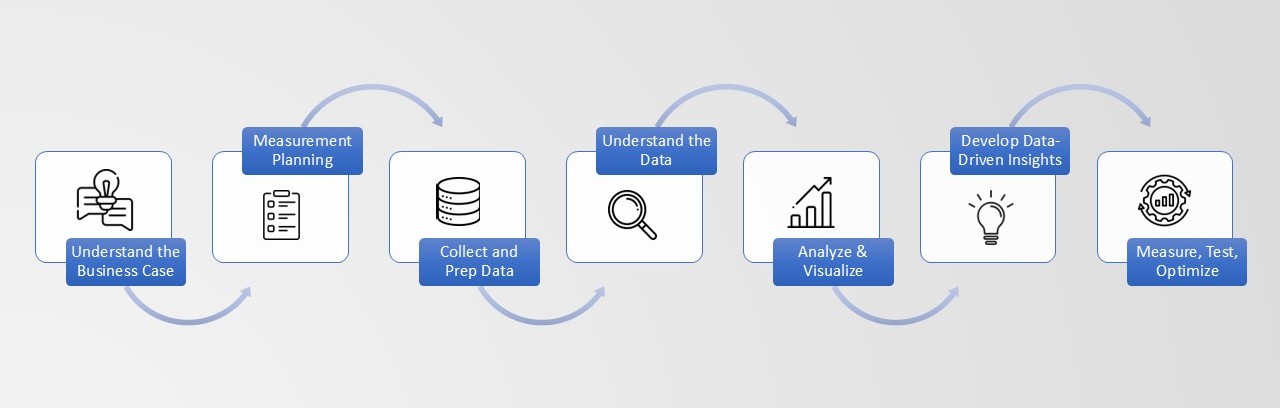 Understand the
Business Case
Measurement
Planning
Collect and
Prep Data
Understand the
Data
Analyze &
Visualize
Develop Data-
Driven Insights
Measure, Test,
Optimize